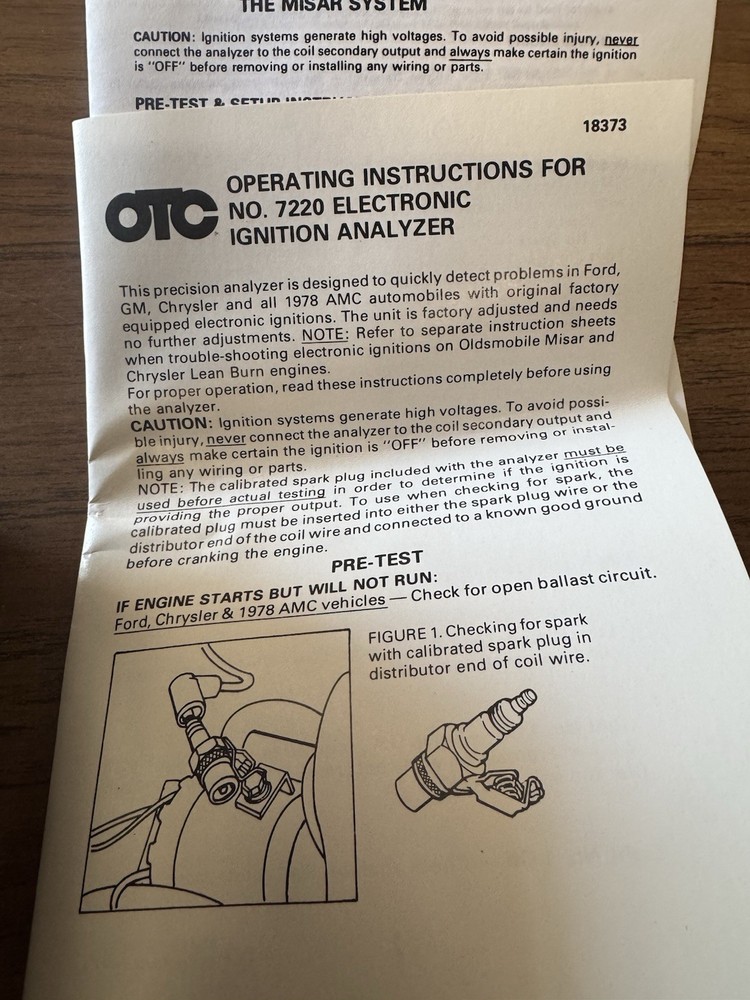 THE MISAR SYSTEM
CAUTION: Ignition systems generate high voltages. To avoid possible injury, never
connect the analyzer to the coil secondary output and always make certain the ignition
is "OFF" before removing or installing any wiring or parts.
PRE-TEST & SETUP
18373
OTC
OPERATING INSTRUCTIONS FOR
NO. 7220 ELECTRONIC
IGNITION ANALYZER
This precision analyzer is designed to quickly detect problems in Ford,
GM, Chrysler and all 1978 AMC automobiles with original factory
equipped electronic ignitions. The unit is factory adjusted and needs
no further adjustments. NOTE: Refer to separate instruction sheets
when trouble-shooting electronic ignitions on Oldsmobile Misar and
Chrysler Lean Burn engines.
For proper operation, read these instructions completely before using
the analyzer.
CAUTION: Ignition systems generate high voltages. To avoid possi-
ble injury, never connect the analyzer to the coil secondary output and
always make certain the ignition is "OFF" before removing or instal-
ling any wiring or parts.
NOTE: The calibrated spark plug included with the analyzer must be
used before actual testing in order to determine if the ignition is
providing the proper output. To use when checking for spark, the
calibrated plug must be inserted into either the spark plug wire or the
distributor end of the coil wire and connected to a known good ground
before cranking the engine.
PRE-TEST
IF ENGINE STARTS BUT WILL NOT RUN:
Ford, Chrysler & 1978 AMC vehicles — Check for open ballast circuit.
FIGURE 1. Checking for spark
with calibrated spark plug in
distributor end of coil wire.